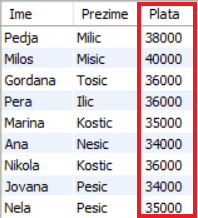 Ime Prezime Plata
Pedja Milic 38000
Milos Misic 40000
Gordana Tosic 36000
Pera Ilic 36000
Marina Kostic 35000
Ana Nesic 34000
Nikola Kostic 36000
Jovana Pesic 34000
Nela Pesic 35000